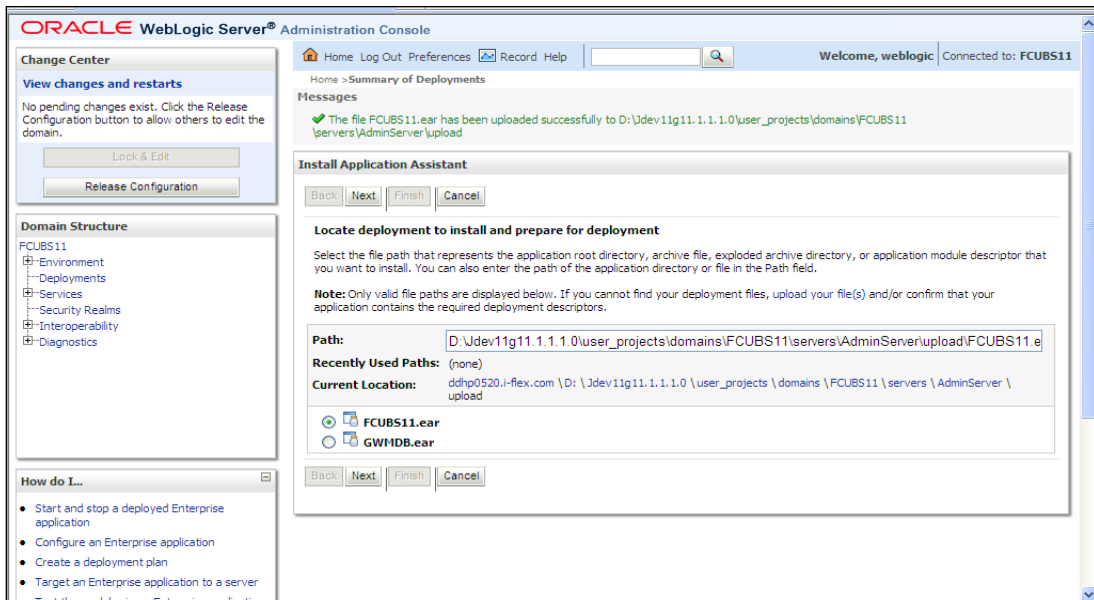 ORACLE WebLogic Server® Administration Console
Change Center
View changes and restarts
No pending changes exist. Click the Release
Configuration button to allow others to edit the
domain.
Lock & Edit
Release Configuration
Domain Structure
FCUBS11
Environment
Deployments
Services
Security Realms
Interoperability
Diagnostics
How do I...
Start and stop a deployed Enterprise
application
Configure an Enterprise application
Create a deployment plan
Target an Enterprise application to a server
Home Log Out Preferences Record Help
Welcome, weblogic Connected to: FCUBS11
Home >Summary of Deployments
Messages
The file FCUBS11.ear has been uploaded successfully to D:\Jdev11g11.1.1.1.0\user_projects\domains\FCUBS11
\servers\AdminServer\upload
Install Application Assistant
Back Next Finish Cancel
Locate deployment to install and prepare for deployment
Select the file path that represents the application root directory, archive file, exploded archive directory, or application module descriptor that
you want to install. You can also enter the path of the application directory or file in the Path field.
Note: Only valid file paths are displayed below. If you cannot find your deployment files, upload your file(s) and/or confirm that your
application contains the required deployment descriptors.
Path: D:\Jdev11g11.1.1.1.0\user_projects\domains\FCUBS11\servers\AdminServer\upload\FCUBS11.e
Recently Used Paths: (none)
Current Location: ddhp0520.i-flex.com \ D: \ Jdev11g11.1.1.1.0 \ user_projects \ domains \ FCUBS11 \ servers \ AdminServer \
upload
FCUBS11.ear
GWMDB.ear
Back Next Finish Cancel